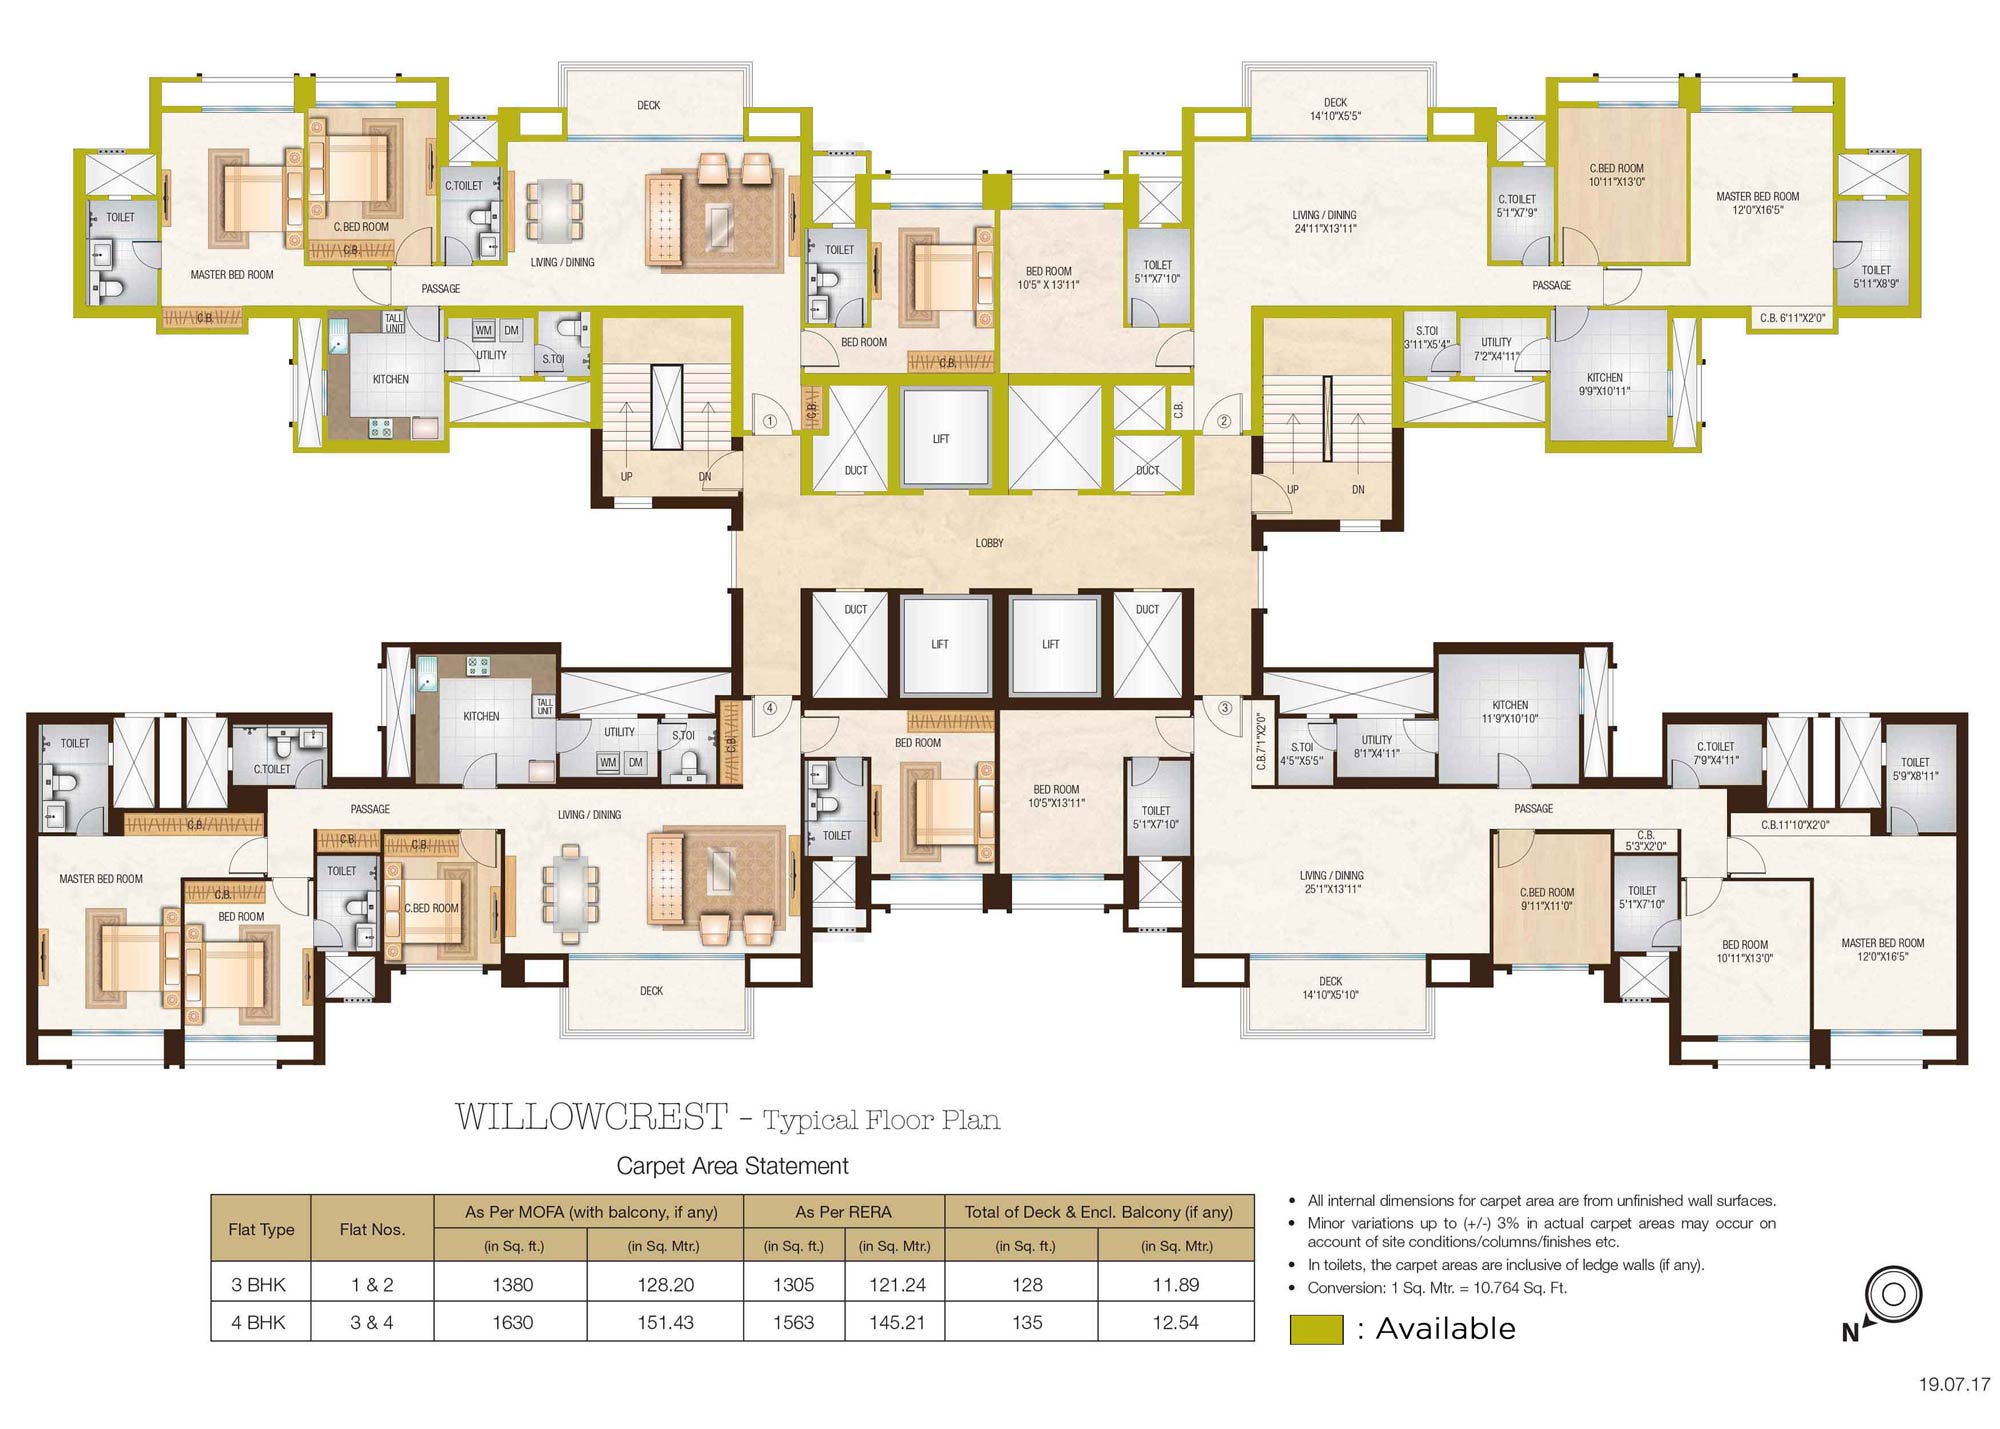 DECK
MASTER BED ROOM
C.BED ROOM
C.B.
C.TOILET
TOILET
LIVING / DINING
PASSAGE
C.B.
TALL
UNIT
WM
DM
UTILITY
S.TOI
KITCHEN
TOILET
BED ROOM
C.B.
C.B.
1
UP
DN
DUCT
LIFT
DECK
14'10"X5'5"
LIVING / DINING
24'11"X13'11"
C.TOILET
5'1"X7'9"
C.BED ROOM
10'11"X13'0"
MASTER BED ROOM
12'0"X16'5"
TOILET
5'11"X8'9"
BED ROOM
10'5" X 13'11"
TOILET
5'1"X7'10"
PASSAGE
C.B. 6'11"X2'0"
S.TOI
3'11"X5'4"
UTILITY
7'2"X4'11"
KITCHEN
9'9"X10'11"
C.B.
2
DUCT
UP
DN
LOBBY
DUCT
LIFT
LIFT
DUCT
4
KITCHEN
TALL
UNIT
UTILITY
WM
DM
S.TOI
C.B.
TOILET
C.TOILET
C.B.
PASSAGE
C.B.
LIVING / DINING
MASTER BED ROOM
C.B.
BED ROOM
TOILET
C.B.
C.BED ROOM
DECK
BED ROOM
C.B.
TOILET
3
BED ROOM
10'5"X13'11"
TOILET
5'1"X7'10"
C.B.7'1"X2'0"
S.TOI
4'5"X5'5"
UTILITY
8'1"X4'11"
KITCHEN
11'9"X10'10"
C.TOILET
7'9"X4'11"
TOILET
5'9"X8'11"
PASSAGE
C.B.
5'3"X2'0"
C.B.11'10"X2'0"
LIVING / DINING
25'1"X13'11"
C.BED ROOM
9'11"X11'0"
TOILET
5'1"X7'10"
BED ROOM
10'11"X13'0"
MASTER BED ROOM
12'0"X16'5"
DECK
14'10"X5'10"
WILLOWCREST - Typical Floor Plan
Carpet Area Statement
Flat Type Flat Nos. As Per MOFA (with balcony, if any) As Per RERA Total of Deck & Encl. Balcony (if any)
(in Sq. ft.) (in Sq. Mtr.) (in Sq. ft.) (in Sq. Mtr.) (in Sq. ft.) (in Sq. Mtr.)
3 BHK 1 & 2 1380 128.20 1305 121.24 128 11.89
4 BHK 3 & 4 1630 151.43 1563 145.21 135 12.54
• All internal dimensions for carpet area are from unfinished wall surfaces.
• Minor variations up to (+/-) 3% in actual carpet areas may occur on
account of site conditions/columns/finishes etc.
• In toilets, the carpet areas are inclusive of ledge walls (if any).
• Conversion: 1 Sq. Mtr. = 10.764 Sq. Ft.
: Available
N
19.07.17